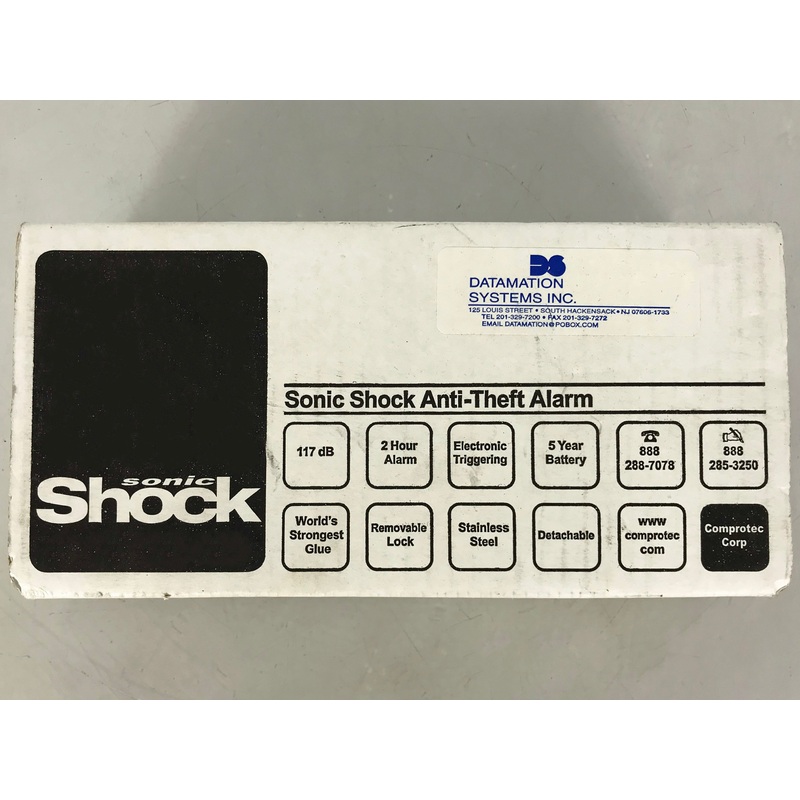 DS
DATAMATION
SYSTEMS INC.
125 LOUIS STREET • SOUTH HACKENSACK • NJ 07606-1733
TEL 201-329-7200 • FAX 201-329-7272
EMAIL DATAMATION@POBOX.COM
Sonic Shock Anti-Theft Alarm
117 dB
2 Hour
Alarm
Electronic
Triggering
5 Year
Battery
888
288-7078
888
285-3250
sonic
Shock
World's
Strongest
Glue
Removable
Lock
Stainless
Steel
Detachable
www
comprotec
com
Comprotec
Corp